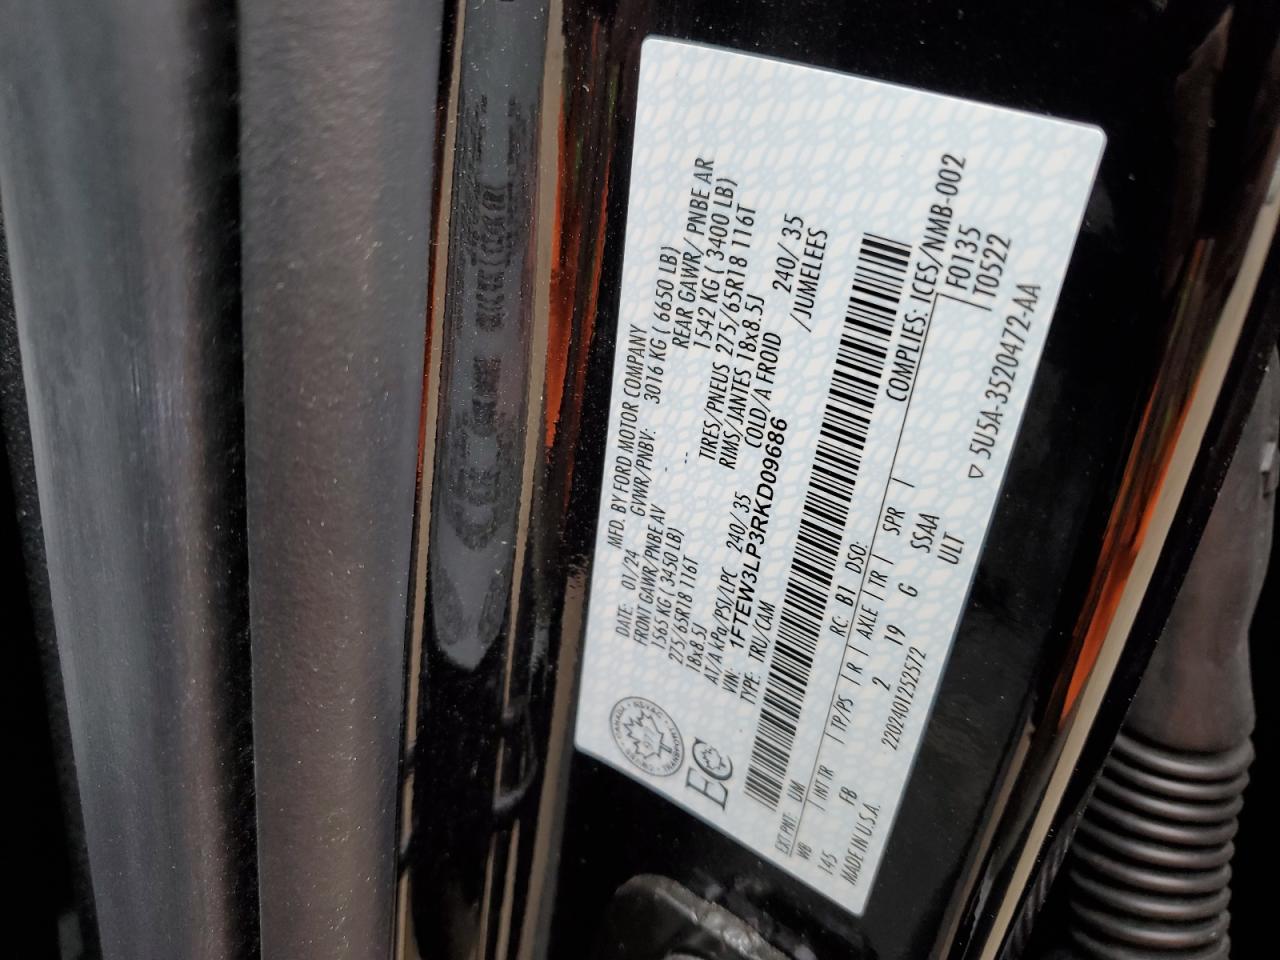 MFD. BY FORD MOTOR COMPANY
DATE: 01/24 GVWR/PNBV: 3016 KG ( 6650 LB)
FRONT GAWR/PNBE AV - REAR GAWR/ PNBE AR
1565 KG ( 3450 LB) -- 1542 KG ( 3400 LB)
275/65R18 116T TIRES/PNEUS 275/65R18 116T
18x8.5J RIMS/JANTES 18x8.5J
AT/A kPa/PSI/LPC 240/ 35 COLD/A FROID 240/ 35
VIN: 1FTEW3LP3RKD09686 /JUMELEES
TYPE: TRU/CAM
EC
COMPLIES: ICES/NMB-002
EXT PNT: UM RC: B1 DSO: F0135
WB INT TR TP/PS R AXLE TR SPR T0522
145 FB 2 19 G SSAA
MADE IN U.S.A. 220240125 2572 ULT
▽ 5U5A-3520472-AA